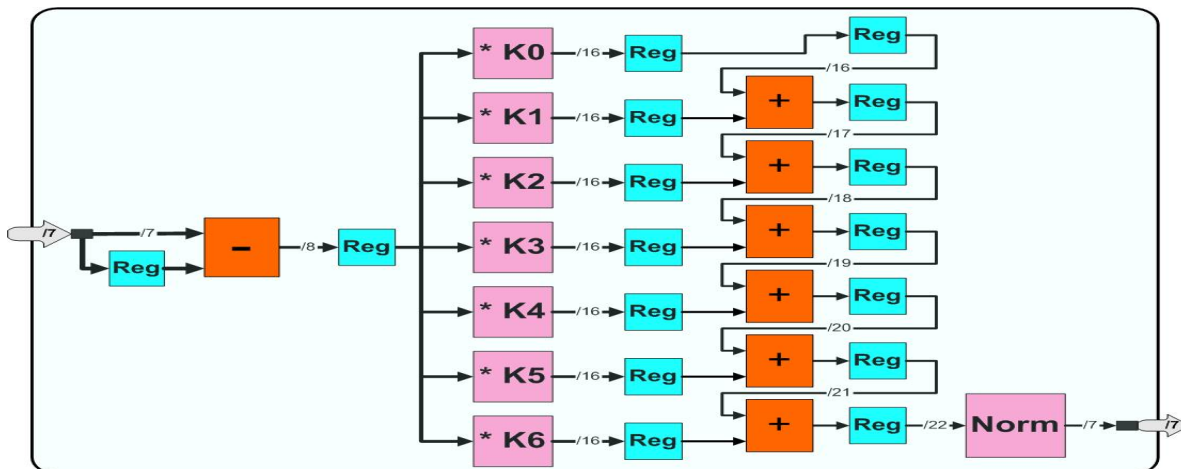 * K0 /16 Reg Reg
/16
* K1 /16 Reg + Reg
/17
* K2 /16 Reg + Reg
/18
/7 /7 - /8 Reg * K3 /16 Reg + Reg
Reg
/19
* K4 /16 Reg + Reg
/20
* K5 /16 Reg + Reg
/21
* K6 /16 Reg + Reg /22 Norm /7 /7